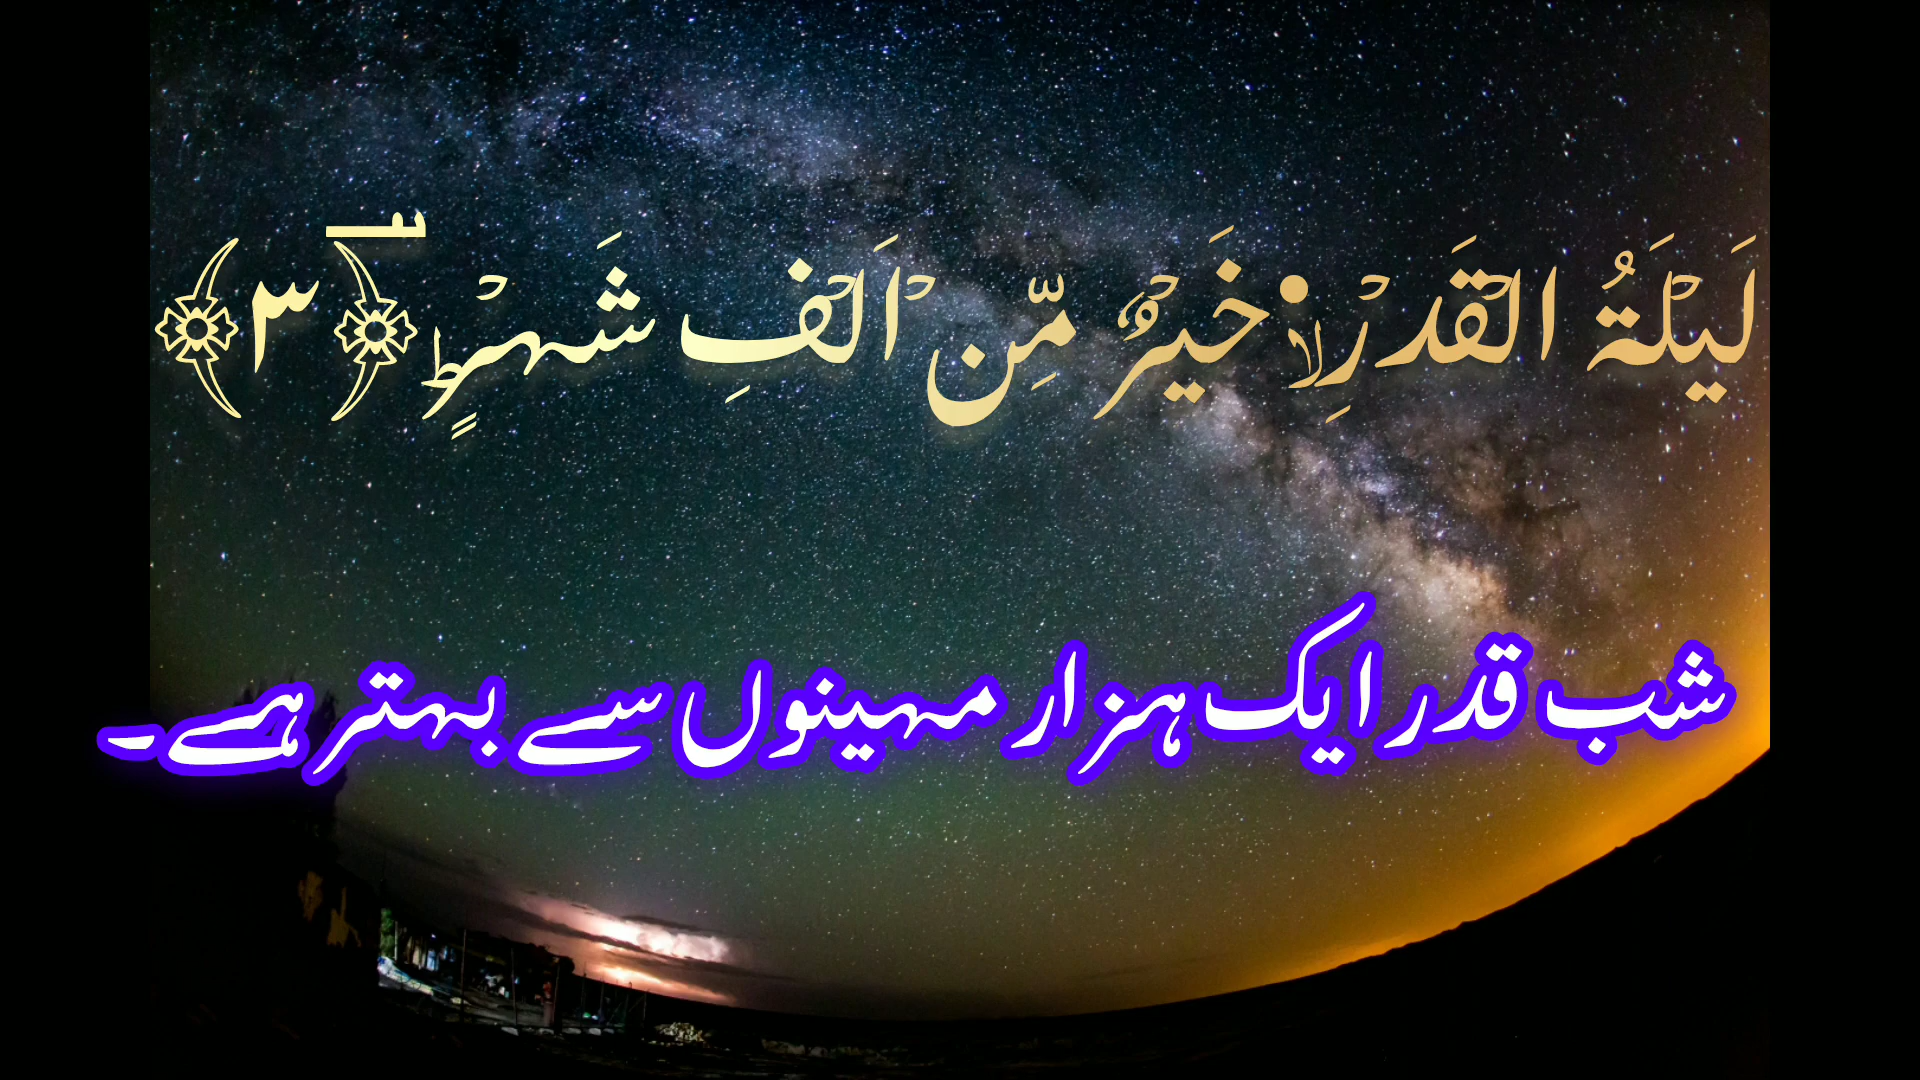 لَيۡلَةُ الۡقَدۡرِ ۙ خَيۡرٌ مِّنۡ اَلۡفِ شَهۡرٍ ؕ ﴿۳﴾
شب قدر ایک ہزار مہینوں سے بہتر ہے۔